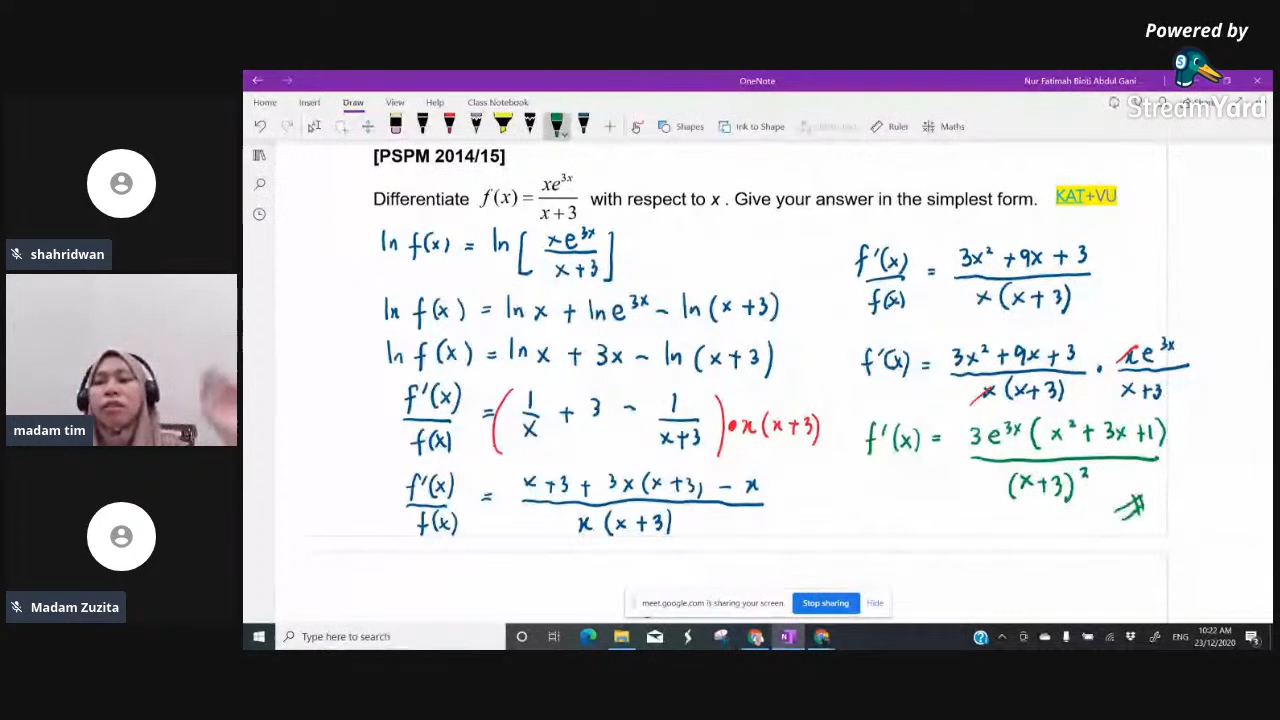 Powered by
StreamYard
OneNote
Nur Fatimah Binti Abdul Gani ...
Home Insert Draw View Help Class Notebook
Shapes Ink to Shape Ruler Maths
[PSPM 2014/15]
Differentiate f(x) = xe^{3x} / (x + 3) with respect to x . Give your answer in the simplest form. KAT+VU
ln f(x) = ln [ xe^{3x} / (x+3) ]
ln f(x) = ln x + ln e^{3x} − ln (x +3)
ln f(x) = ln x + 3x − ln (x+3)
f'(x) / f(x) = ( 1/x + 3 − 1/(x+3) ) • x(x+3)
f'(x) / f(x) = x+3 + 3x(x+3) − x / x (x+3)
f'(x) / f(x) = 3x² + 9x + 3 / x (x+3)
f'(x) = 3x² + 9x + 3 / x (x+3) • xe^{3x} / x+3
f'(x) = 3e^{3x} ( x² + 3x +1) / (x+3)²
shahridwan
madam tim
Madam Zuzita
meet.google.com is sharing your screen. Stop sharing Hide
Type here to search
ENG
10:22 AM
23/12/2020